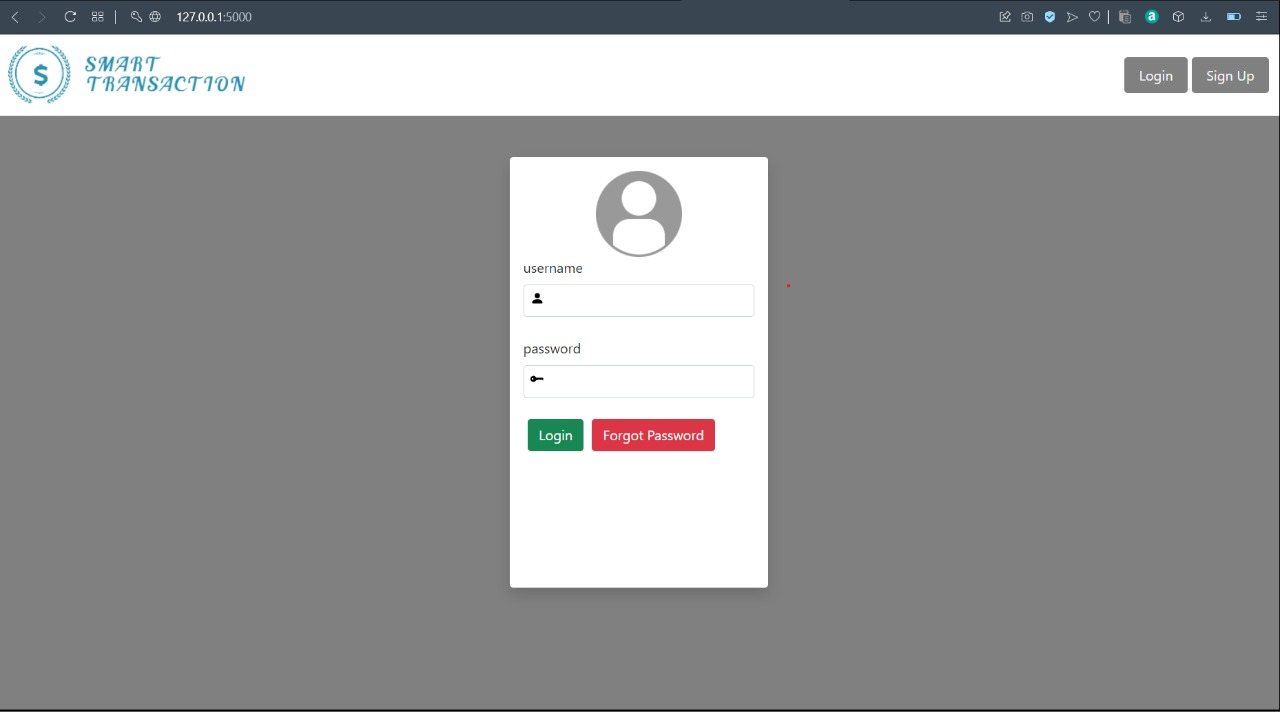 127.0.0.1:5000
a
$
SMART
TRANSACTION
Login
Sign Up
username
password
Login
Forgot Password